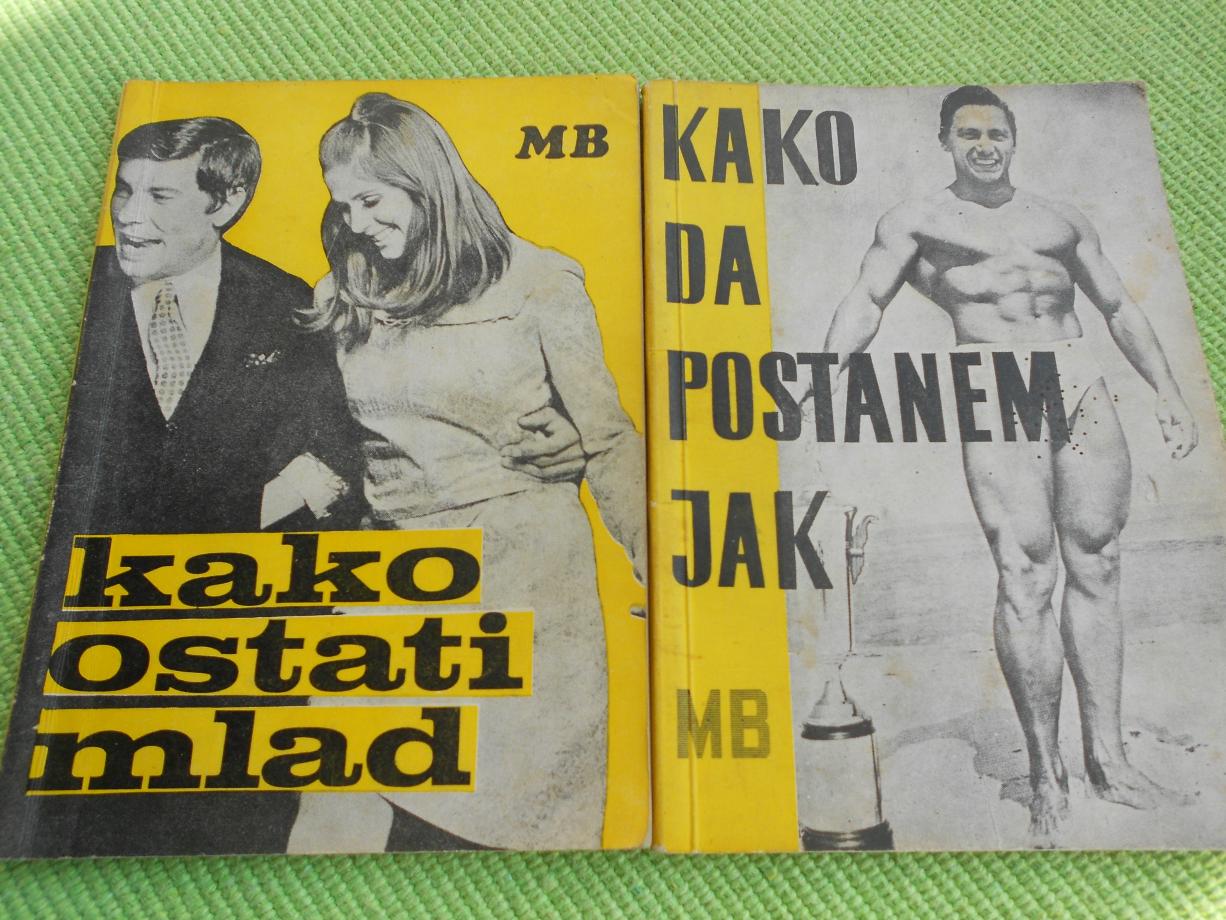 MB
kako
ostati
mlad
KAKO
DA
POSTANEM
JAK
MB